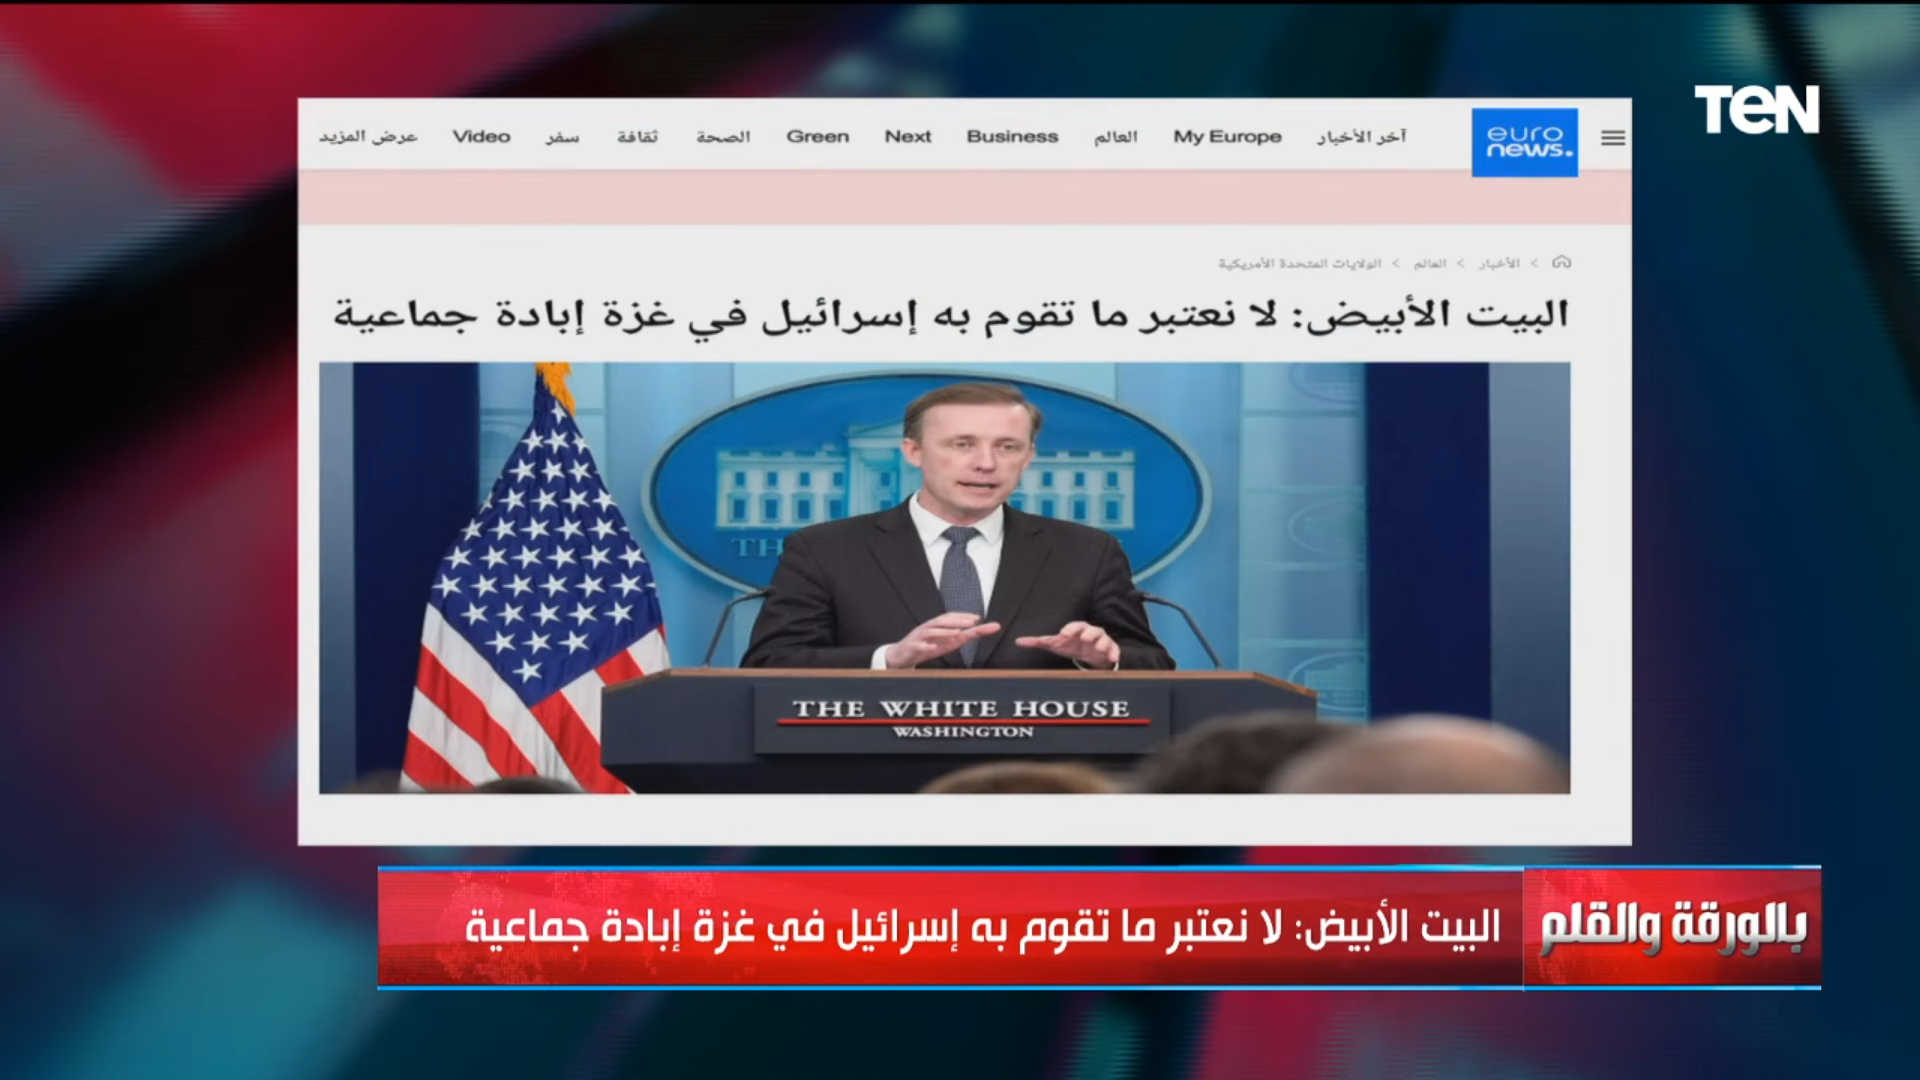 TeN
euro
news.
آخر الأخبار My Europe العالم Business Next Green الصحة ثقافة سفر Video عرض المزيد
الأخبار > العالم > الولايات المتحدة الأمريكية
البيت الأبيض: لا نعتبر ما تقوم به إسرائيل في غزة إبادة جماعية
TH
THE WHITE HOUSE
WASHINGTON
بالورقة والقلم
البيت الأبيض: لا نعتبر ما تقوم به إسرائيل في غزة إبادة جماعية